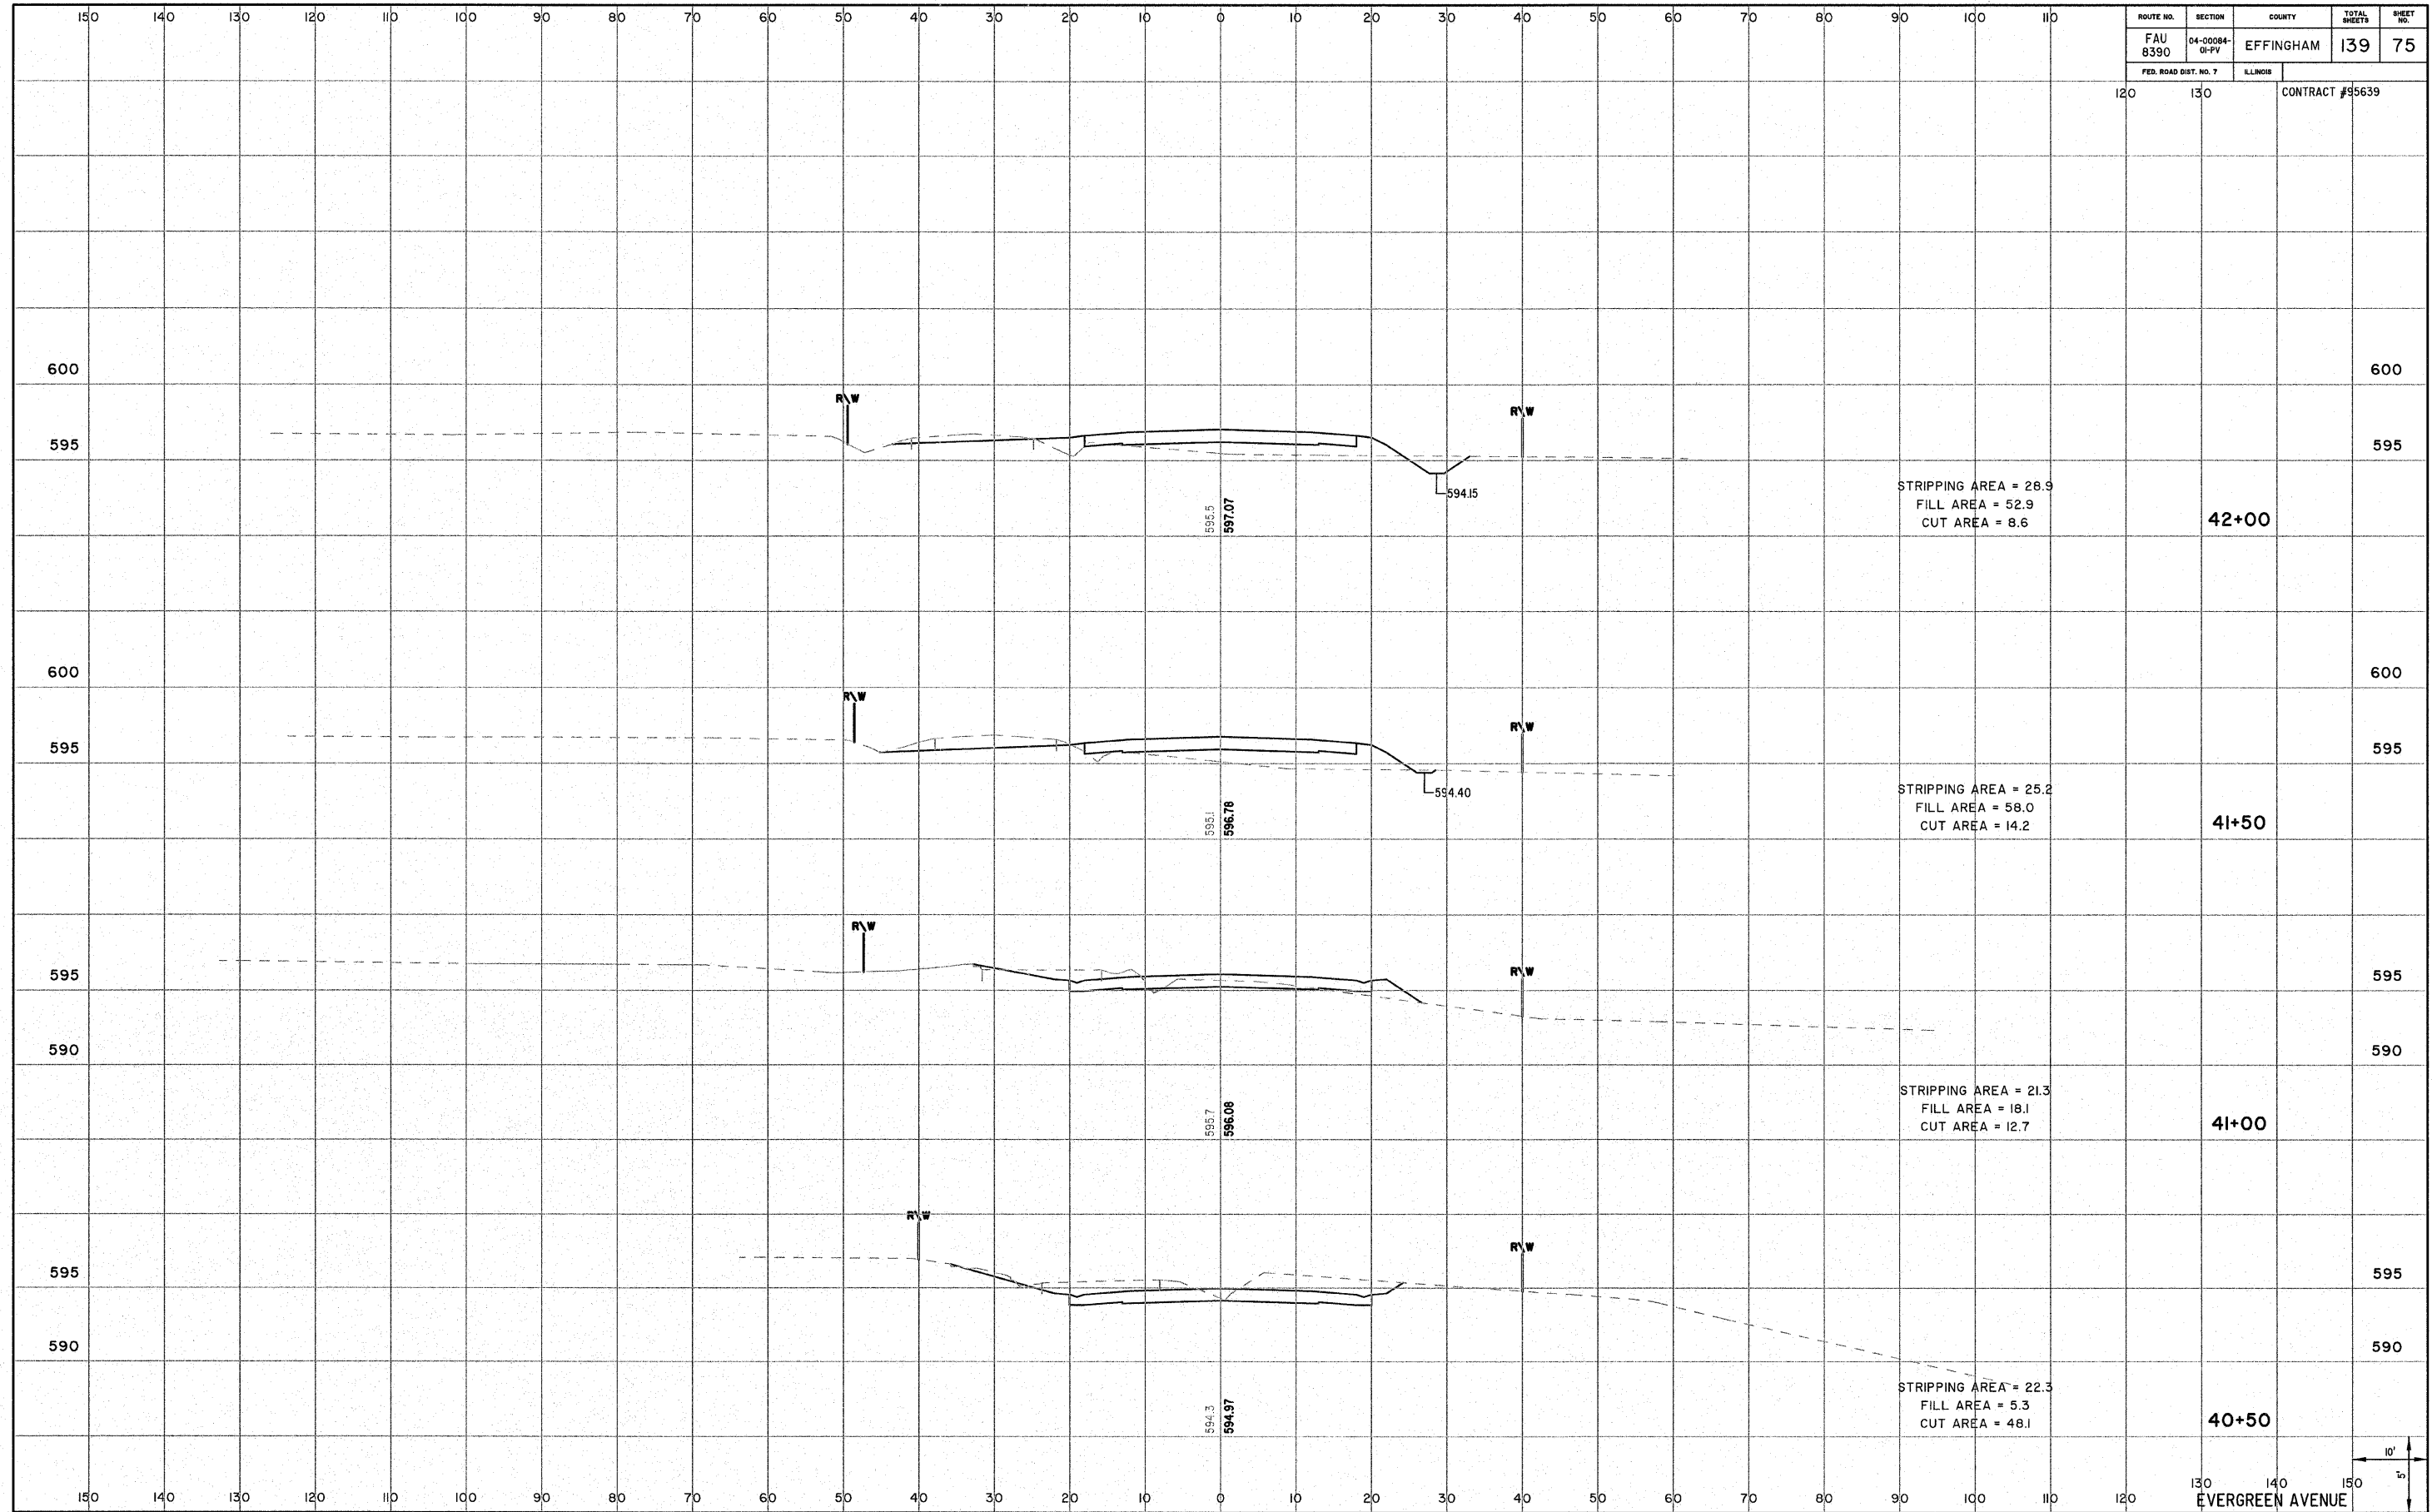 150 140 130 120 110 100 90 80 70 60 50 40 30 20 10 0 10 20 30 40 50 60 70 80 90 100 110
ROUTE NO. SECTION COUNTY TOTAL SHEETS SHEET NO.
FAU 8390 04-00084-01-PV EFFINGHAM 139 75
FED. ROAD DIST. NO. 7 ILLINOIS
120 130 CONTRACT #95639
600 600
R\W R\W
595 595
594.15
595.5 597.07
STRIPPING AREA = 28.9
FILL AREA = 52.9
CUT AREA = 8.6
42+00
600 600
R\W R\W
595 595
594.40
595.1 596.78
STRIPPING AREA = 25.2
FILL AREA = 58.0
CUT AREA = 14.2
41+50
R\W R\W
595 595
590 590
595.7 596.08
STRIPPING AREA = 21.3
FILL AREA = 18.1
CUT AREA = 12.7
41+00
R\W R\W
595 595
590 590
594.3 594.97
STRIPPING AREA = 22.3
FILL AREA = 5.3
CUT AREA = 48.1
40+50
10'
5'
150 140 130 120 110 100 90 80 70 60 50 40 30 20 10 0 10 20 30 40 50 60 70 80 90 100 110 120 130 140 150
EVERGREEN AVENUE